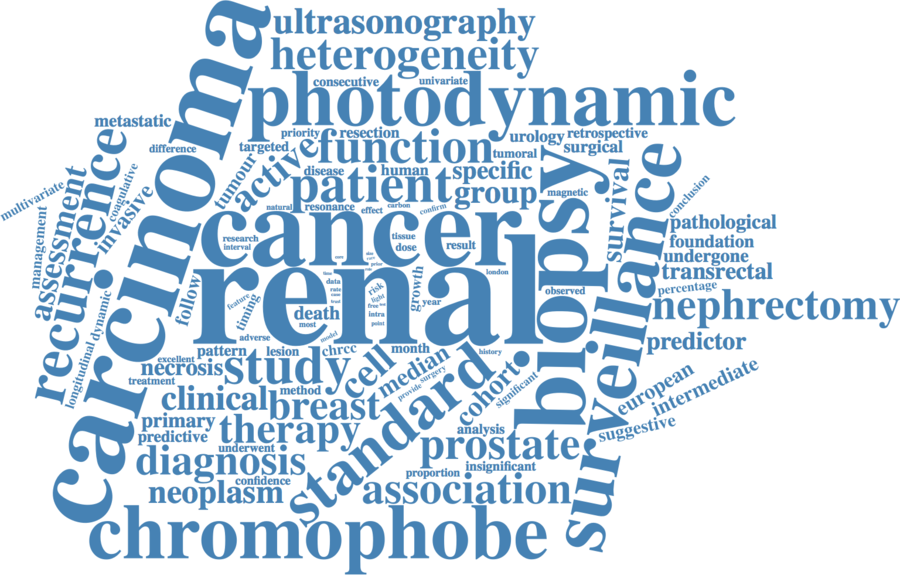 ultrasonography
heterogeneity
consecutive
univariate
photodynamic
carcinoma
metastatic
difference
priority
resection
targeted
function
urology
retrospective
surgical
tumoral
active
tumour
disease
human
specific
patient
group
magnetic
biopsy
survival
surveillance
conclusion
recurrence
coagulative
invasive
multivariate
management
assessment
natural
resonance
effect
carbon
confirm
cancer
research
interval
tissue
dose
result
pathological
foundation
undergone
transrectal
percentage
nephrectomy
predictor
renal
london
observed
follow
feature
timing
time
data
rate
case
death
most
risk
light
free
intra
point
growth
year
adverse
model
dynamic
longitudinal
pattern
lesion
chrcc
month
history
excellent
necrosis
treatment
study
cell
median
provide
surgery
method
clinical
breast
standard
cohort
significant
european
intermediate
suggestive
primary
predictive
therapy
underwent
analysis
prostate
diagnosis
confidence
proportion
insignificant
neoplasm
association
chromophobe